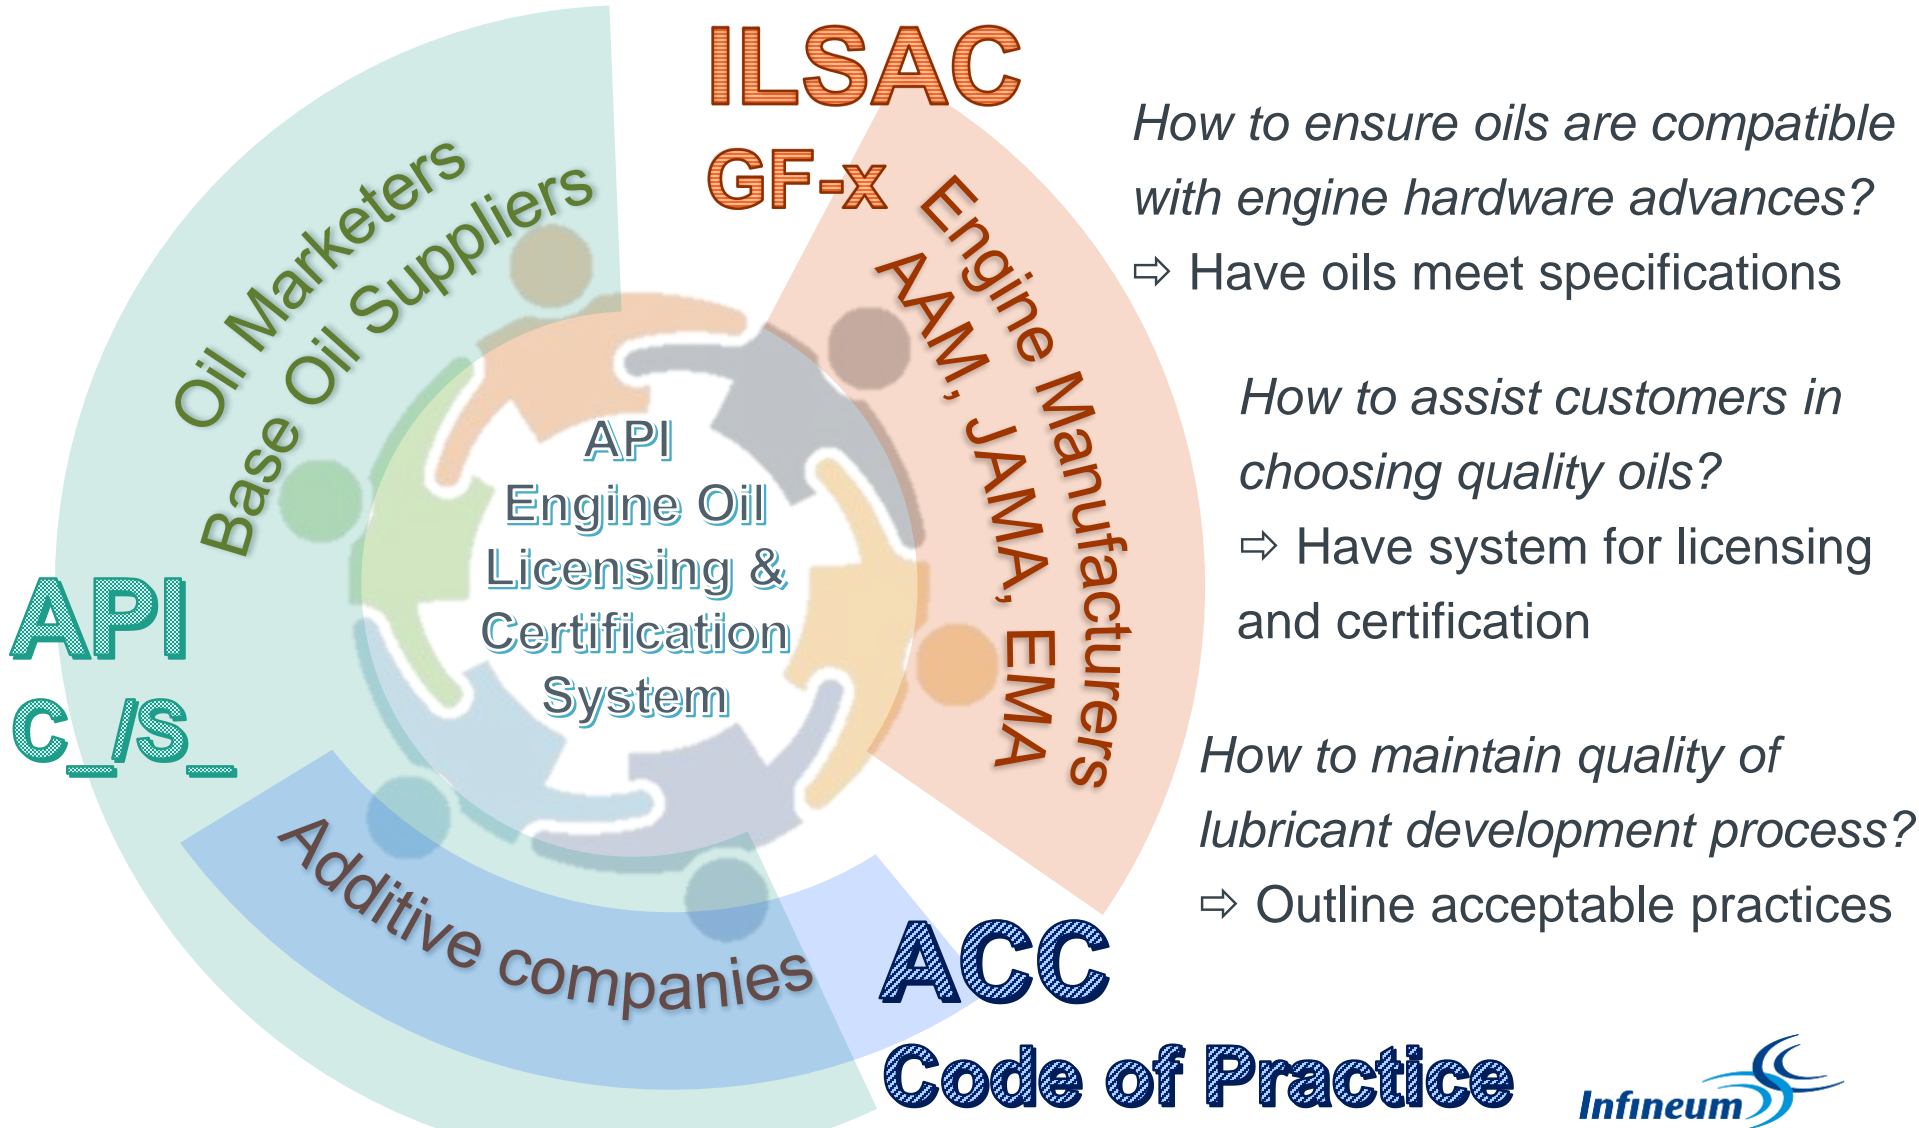 ILSAC
GF-x
Oil Marketers
Base Oil Suppliers
Engine Manufacturers
AAM, JAMA, EMA
API
C_/S_
API
Engine Oil
Licensing &
Certification
System
Additive companies
ACC
Code of Practice
How to ensure oils are compatible
with engine hardware advances?
⇨ Have oils meet specifications
How to assist customers in
choosing quality oils?
⇨ Have system for licensing
and certification
How to maintain quality of
lubricant development process?
⇨ Outline acceptable practices
Infineum